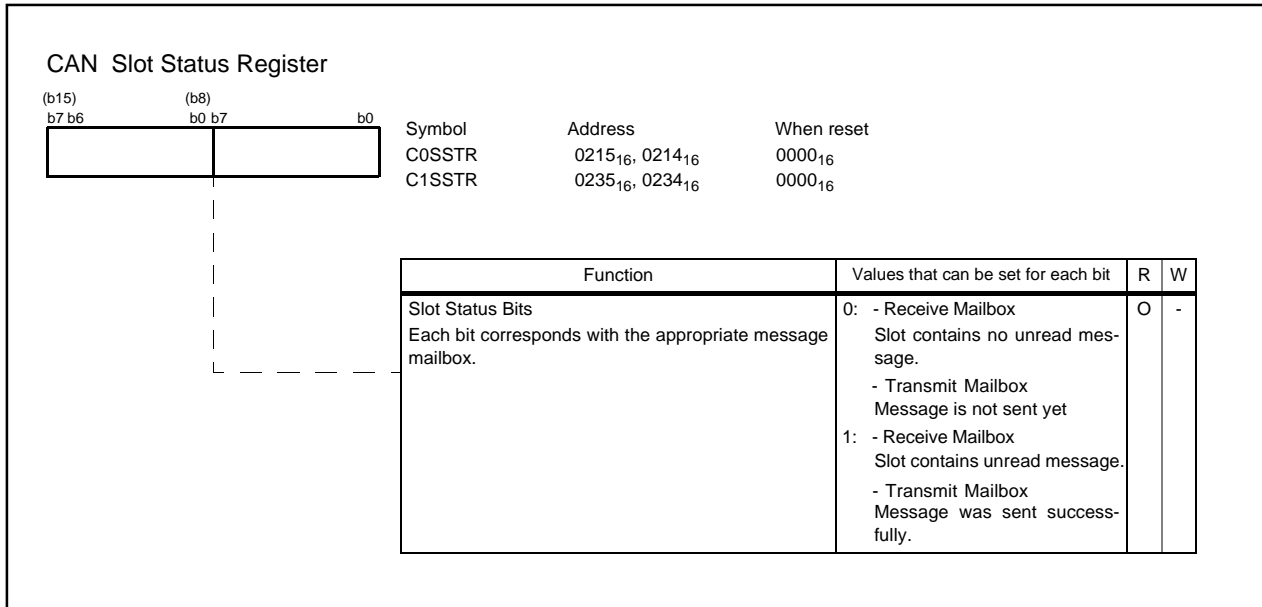 CAN Slot Status Register
(b15) (b8)
b7 b6 b0 b7 b0
Symbol Address When reset
C0SSTR 0215₁₆, 0214₁₆ 0000₁₆
C1SSTR 0235₁₆, 0234₁₆ 0000₁₆
Function Values that can be set for each bit R W
Slot Status Bits 0: - Receive Mailbox O -
Each bit corresponds with the appropriate message Slot contains no unread mes-
mailbox. sage.
- Transmit Mailbox
Message is not sent yet
1: - Receive Mailbox
Slot contains unread message.
- Transmit Mailbox
Message was sent success-
fully.